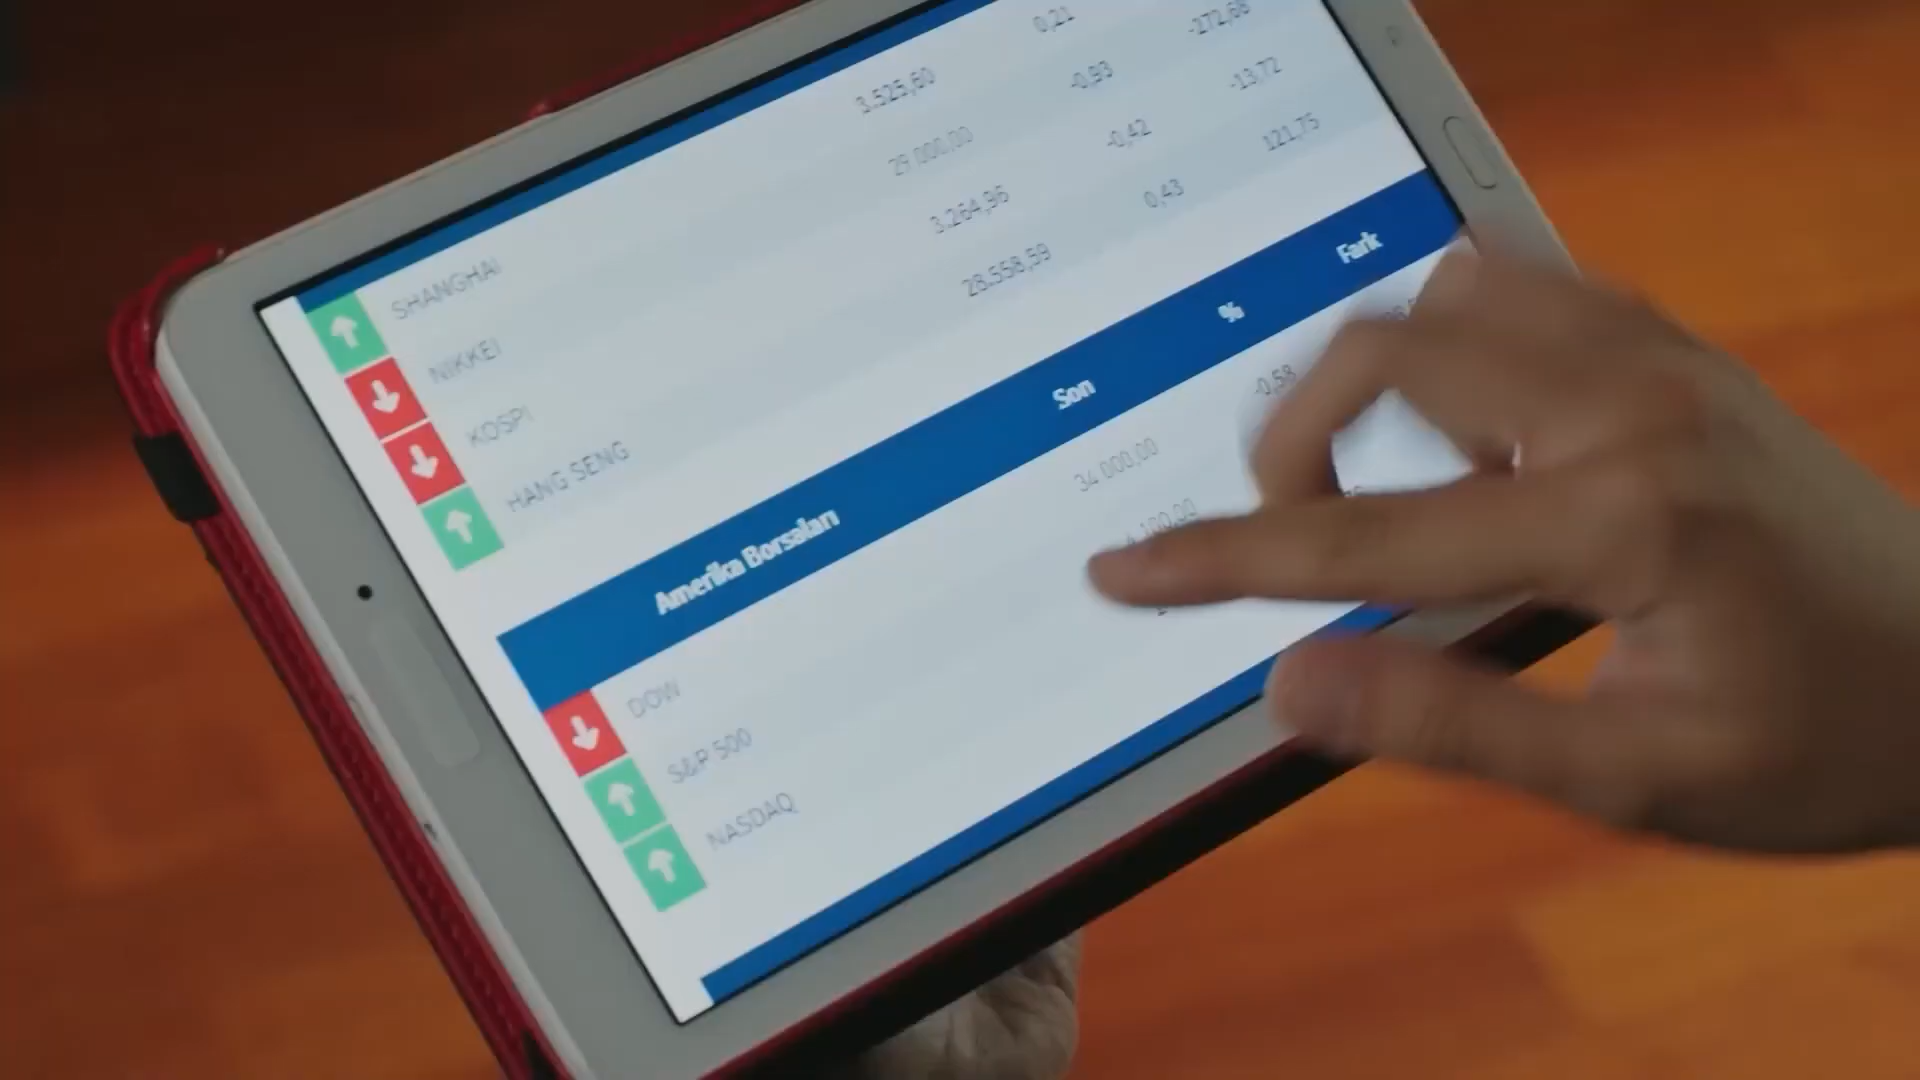 SHANGHAI 3.525,60 0,21
NIKKEI 29.000,00 -0,93 -272,68
KOSPI 3.264,96 -0,42 -13,72
HANG SENG 28.558,59 0,43 121,75
Amerika Borsaları Son % Fark
DOW 34.000,00 -0,58
S&P 500
NASDAQ